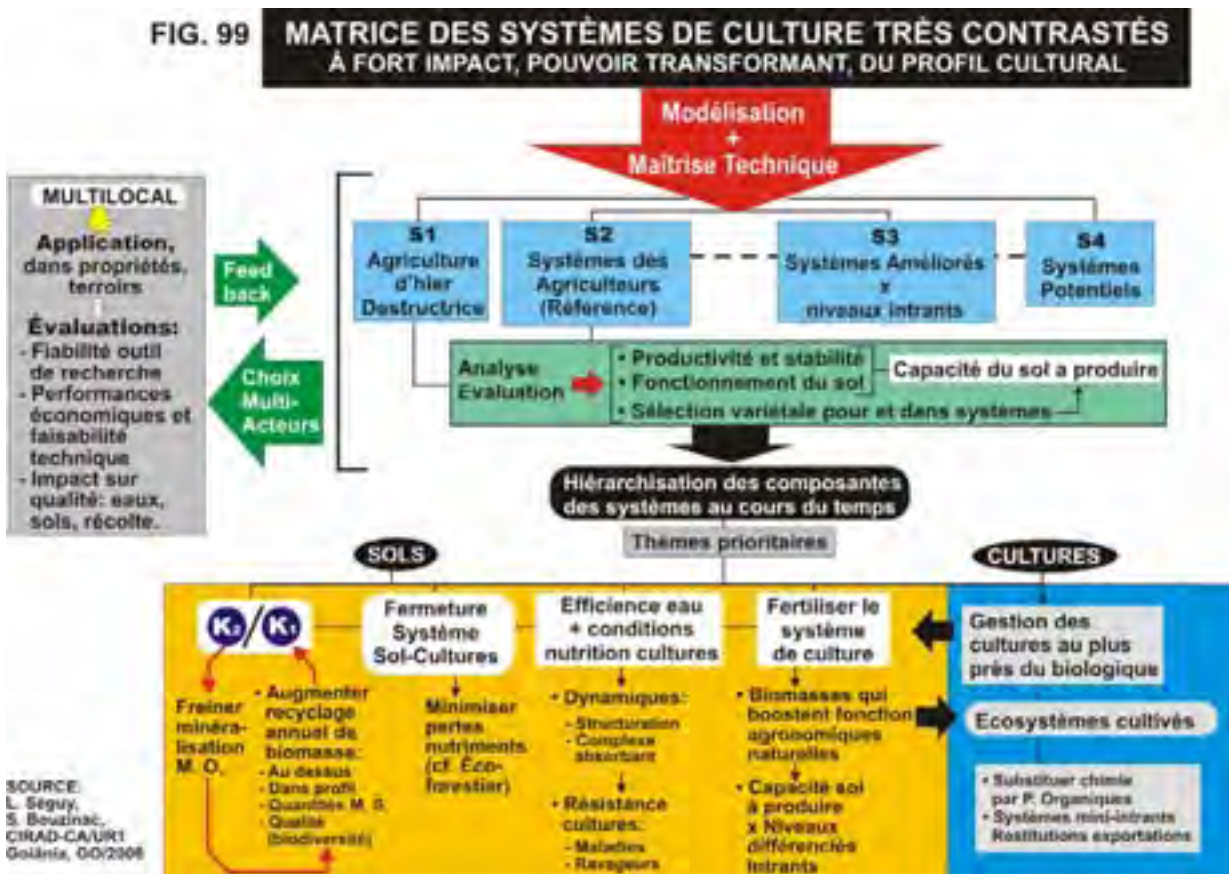 FIG. 99
MATRICE DES SYSTÈMES DE CULTURE TRÈS CONTRASTÉS
À FORT IMPACT, POUVOIR TRANSFORMANT, DU PROFIL CULTURAL
Modélisation
+
Maîtrise Technique
MULTILOCAL
Application,
dans propriétés,
terroirs
Évaluations:
- Fiabilité outil
de recherche
- Performances
économiques et
faisabilité
technique
- Impact sur
qualité: eaux,
sols, récolte.
Feed
back
Choix
Multi-
Acteurs
S1
Agriculture
d'hier
Destructrice
S2
Systèmes des
Agriculteurs
(Référence)
S3
Systèmes Améliorés
x
niveaux intrants
S4
Systèmes
Potentiels
Analyse
Evaluation
• Productivité et stabilité
• Fonctionnement du sol
• Sélection variétale pour et dans systèmes
Capacité du sol a produire
Hiérarchisation des composantes
des systèmes au cours du temps
Thèmes prioritaires
SOLS
CULTURES
K2/K1
Freiner
minéra-
lisation
M. O.
• Augmenter
recyclage
annuel de
biomasse:
- Au dessus
- Dans profil
- Quantités M. S.
- Qualité
(biodiversité)
Fermeture
Système
Sol-Cultures
Minimiser
pertes
nutriments
(cf. Éco-
forestier)
Efficience eau
+ conditions
nutrition cultures
• Dynamiques:
- Structuration
- Complexe
absorbant
• Résistance
cultures:
- Maladies
- Ravageurs
Fertiliser le
système
de culture
• Biomasses qui
boostent fonction
agronomiques
naturelles
• Capacité sol
à produire
x Niveaux
différenciés
Intrants
Gestion des
cultures au plus
près du biologique
Ecosystèmes cultivés
• Substituer chimie
par P. Organiques
• Systèmes mini-intrants
Restitutions exportations
SOURCE:
L. Séguy,
S. Bouzinac,
CIRAD-CA/UR1
Goiânia, GO/2006